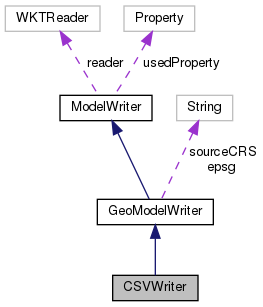 WKTReader
Property
reader
usedProperty
ModelWriter
String
sourceCRS
epsg
GeoModelWriter
CSVWriter